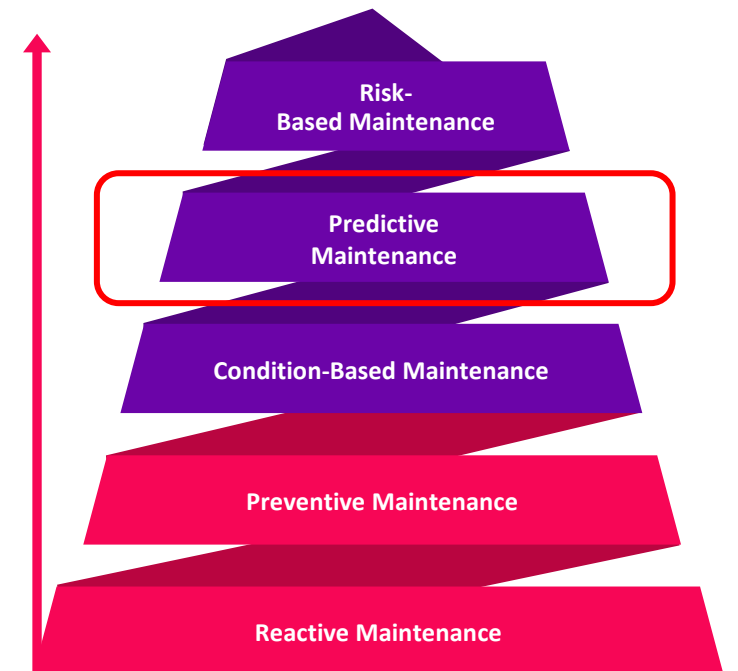 Risk-
Based Maintenance
Predictive
Maintenance
Condition-Based Maintenance
Preventive Maintenance
Reactive Maintenance